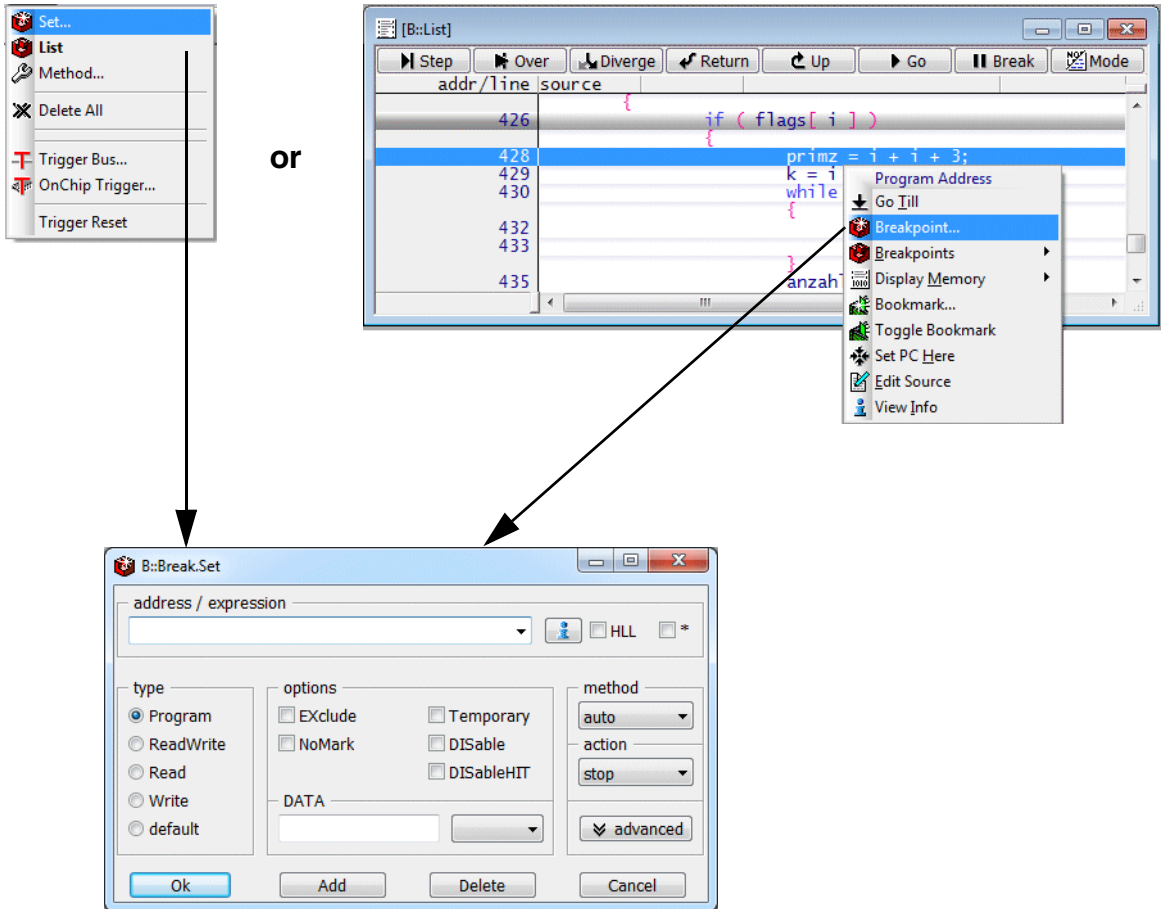 Set...
List
Method...
Delete All
Trigger Bus...
OnChip Trigger...
Trigger Reset
or
[B::List]
Step Over Diverge Return Up Go Break Mode
addr/line source
{
426 if ( flags[ i ] )
{
428 primz = i + i + 3;
429 k = i
430 while
{
432
433
}
435 anzah
Program Address
Go Till
Breakpoint...
Breakpoints
Display Memory
Bookmark...
Toggle Bookmark
Set PC Here
Edit Source
View Info
B::Break.Set
address / expression
HLL *
type options method
Program EXclude Temporary auto
ReadWrite NoMark DISable action
Read DISableHIT stop
Write DATA
default advanced
Ok Add Delete Cancel